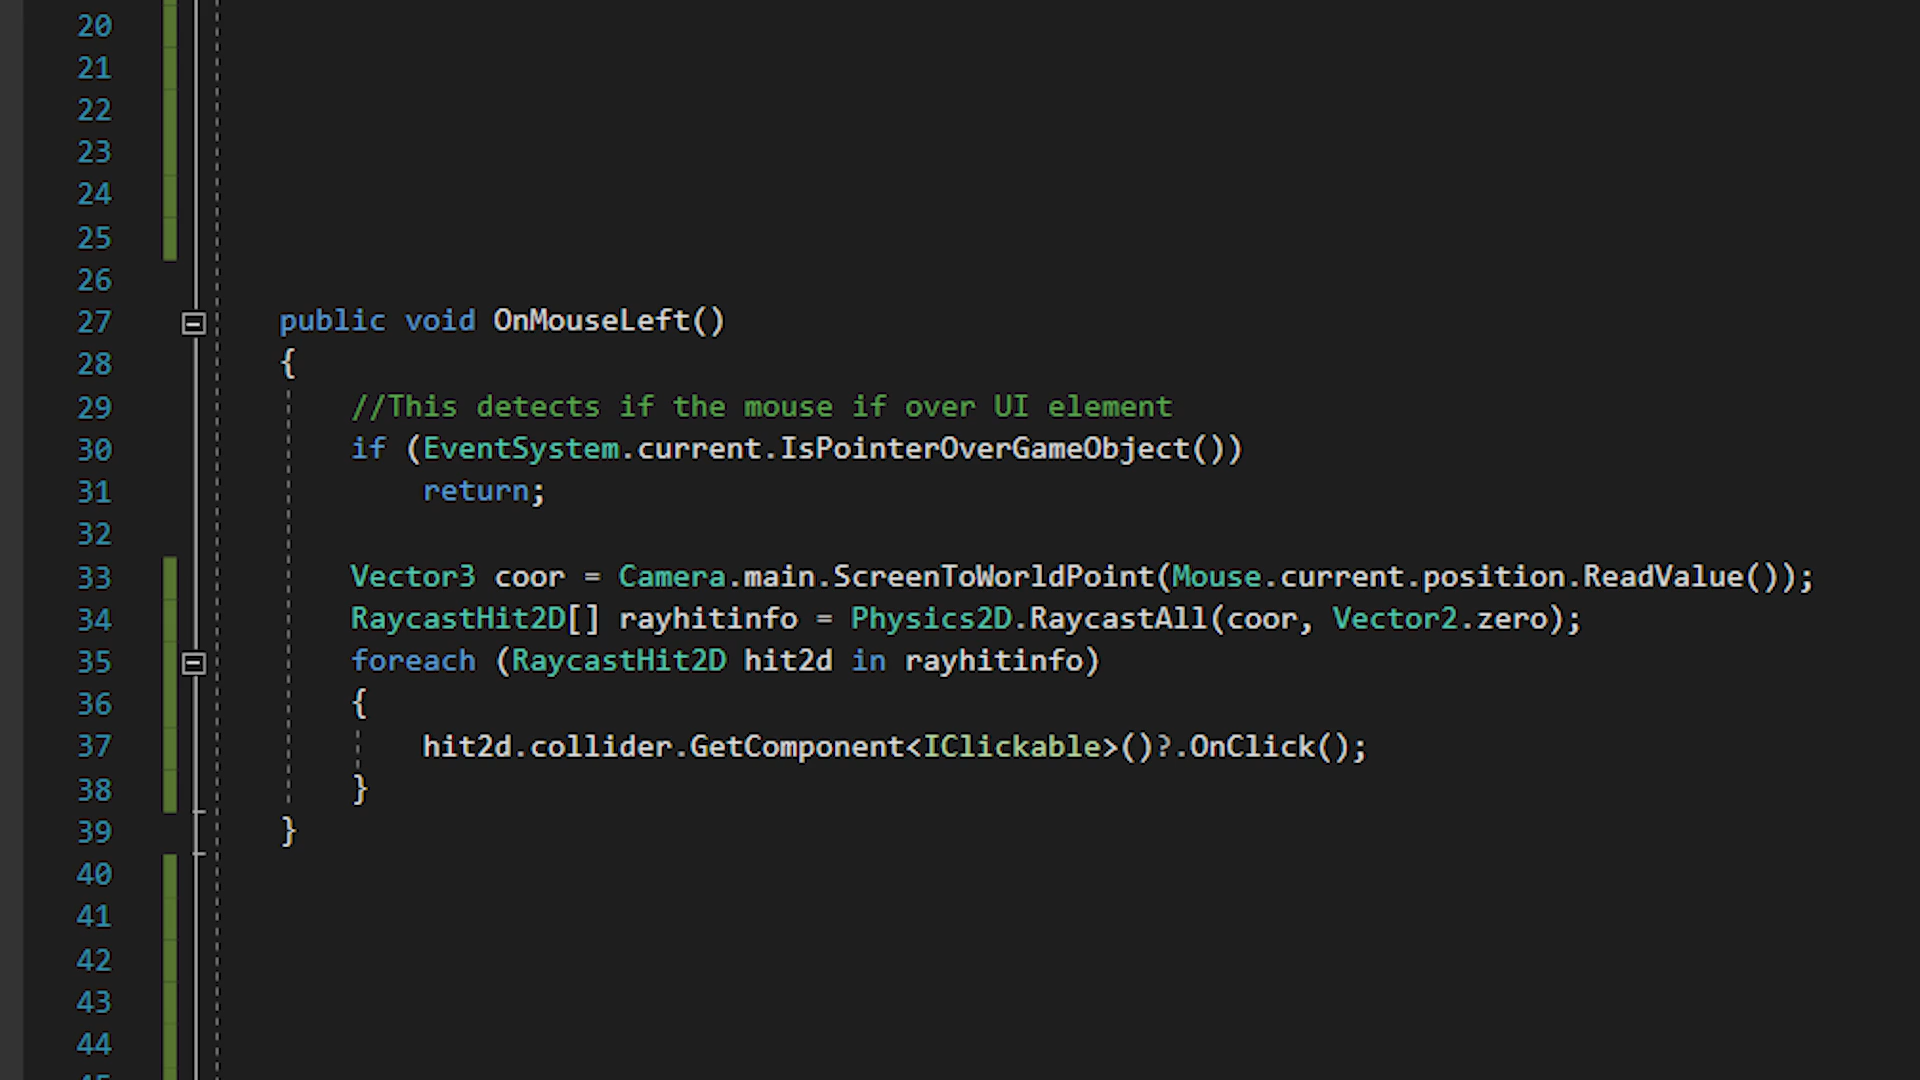 20
21
22
23
24
25
26
27 public void OnMouseLeft()
28 {
29 //This detects if the mouse if over UI element
30 if (EventSystem.current.IsPointerOverGameObject())
31 return;
32
33 Vector3 coor = Camera.main.ScreenToWorldPoint(Mouse.current.position.ReadValue());
34 RaycastHit2D[] rayhitinfo = Physics2D.RaycastAll(coor, Vector2.zero);
35 foreach (RaycastHit2D hit2d in rayhitinfo)
36 {
37 hit2d.collider.GetComponent<IClickable>()?.OnClick();
38 }
39 }
40
41
42
43
44